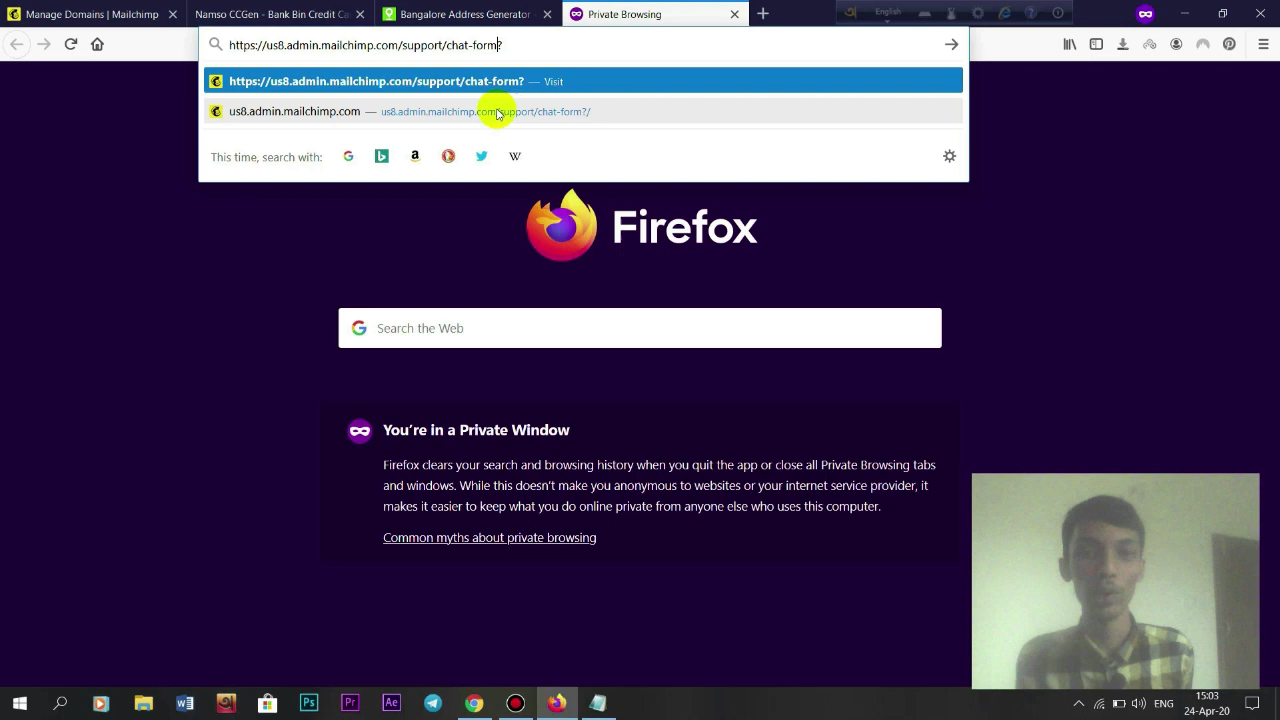 Manage Domains | Mailchimp
Namso CCGen - Bank Bin Credit Ca
Bangalore Address Generator
Private Browsing
English
https://us8.admin.mailchimp.com/support/chat-form?
https://us8.admin.mailchimp.com/support/chat-form? — Visit
us8.admin.mailchimp.com — us8.admin.mailchimp.com/support/chat-form?/
This time, search with:
Firefox
Search the Web
You're in a Private Window
Firefox clears your search and browsing history when you quit the app or close all Private Browsing tabs
and windows. While this doesn't make you anonymous to websites or your internet service provider, it
makes it easier to keep what you do online private from anyone else who uses this computer.
Common myths about private browsing
Ps
Pr
Ae
ENG
15:03
24-Apr-20